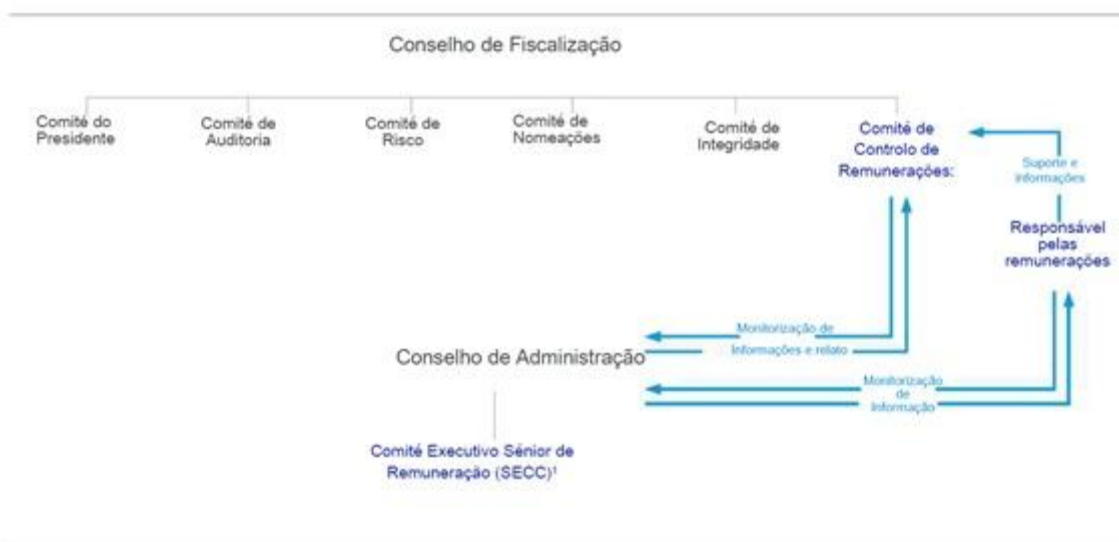 Conselho de Fiscalização
Comité do
Presidente
Comité de
Auditoria
Comité de
Risco
Comité de
Nomeações
Comité de
Integridade
Comité de
Controlo de
Remunerações:
Suporte e
informações
Responsável
pelas
remunerações
Monitorização de
Informações e relato
Conselho de Administração
Monitorização
de
Informação
Comité Executivo Sénior de
Remuneração (SECC)¹